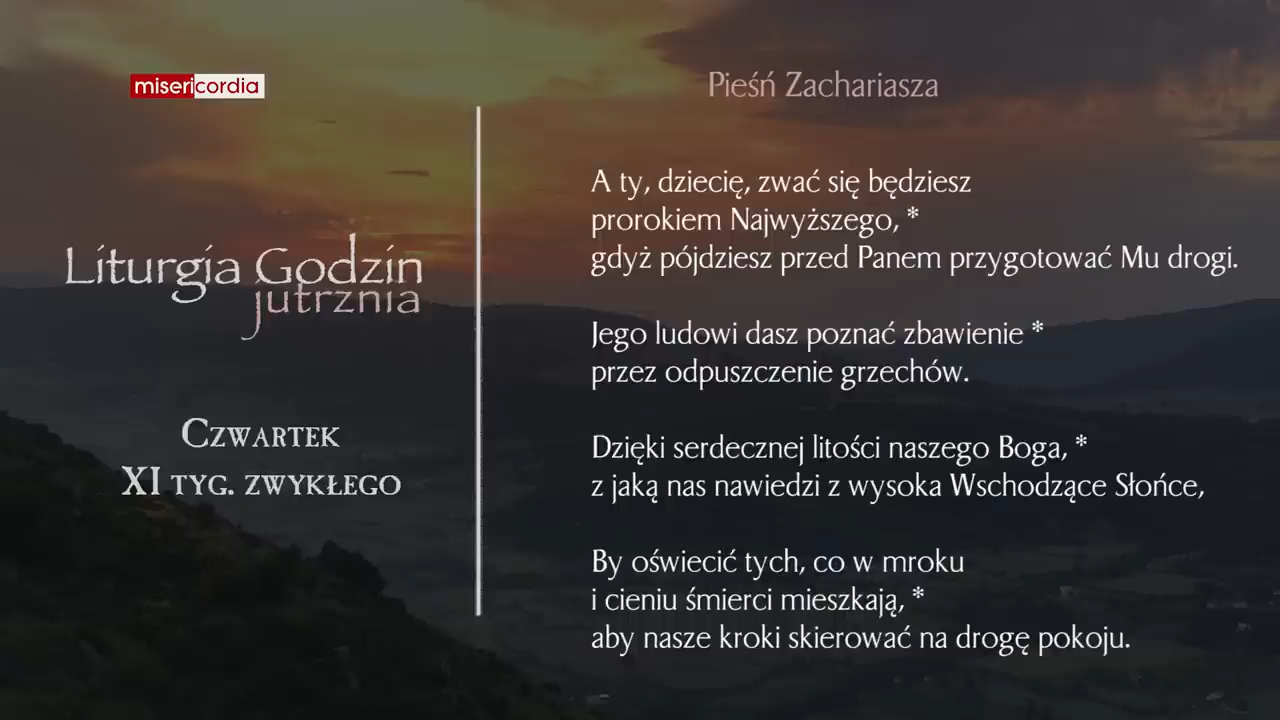 misericordia
Liturgia Godzin
jutrznia
Czwartek
XI tyg. zwykłego
Pieśń Zachariasza
A ty, dziecię, zwać się będziesz
prorokiem Najwyższego, *
gdyż pójdziesz przed Panem przygotować Mu drogi.
Jego ludowi dasz poznać zbawienie *
przez odpuszczenie grzechów.
Dzięki serdecznej litości naszego Boga, *
z jaką nas nawiedzi z wysoka Wschodzące Słońce,
By oświecić tych, co w mroku
i cieniu śmierci mieszkają, *
aby nasze kroki skierować na drogę pokoju.